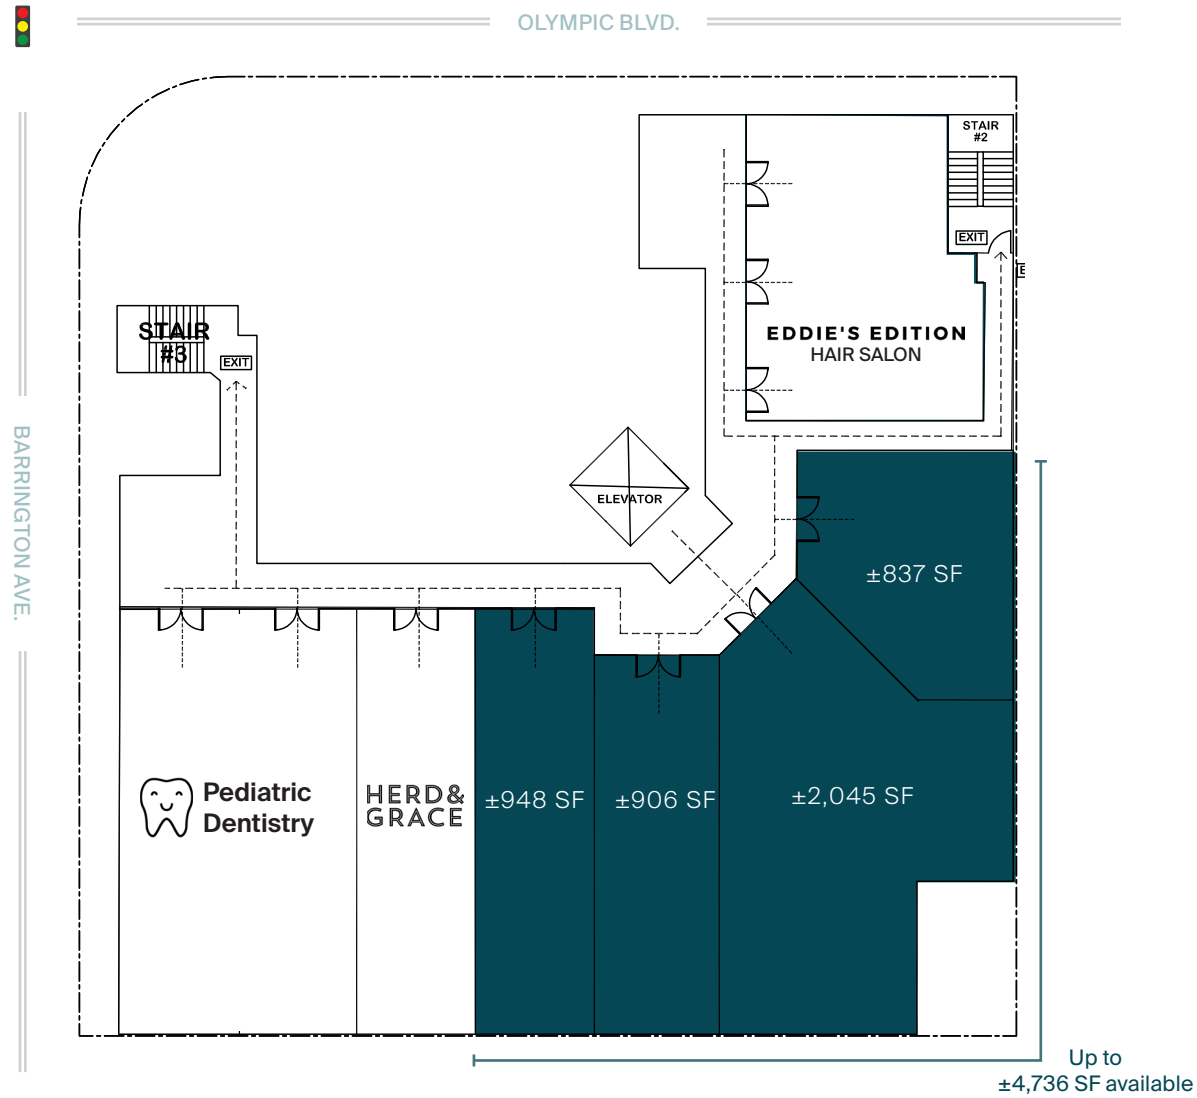 OLYMPIC BLVD.
STAIR
#2
EXIT
E
STAIR
#3
EXIT
EDDIE'S EDITION
HAIR SALON
BARRINGTON AVE.
ELEVATOR
±837 SF
Pediatric
Dentistry
HERD&
GRACE
±948 SF
±906 SF
±2,045 SF
Up to
±4,736 SF available